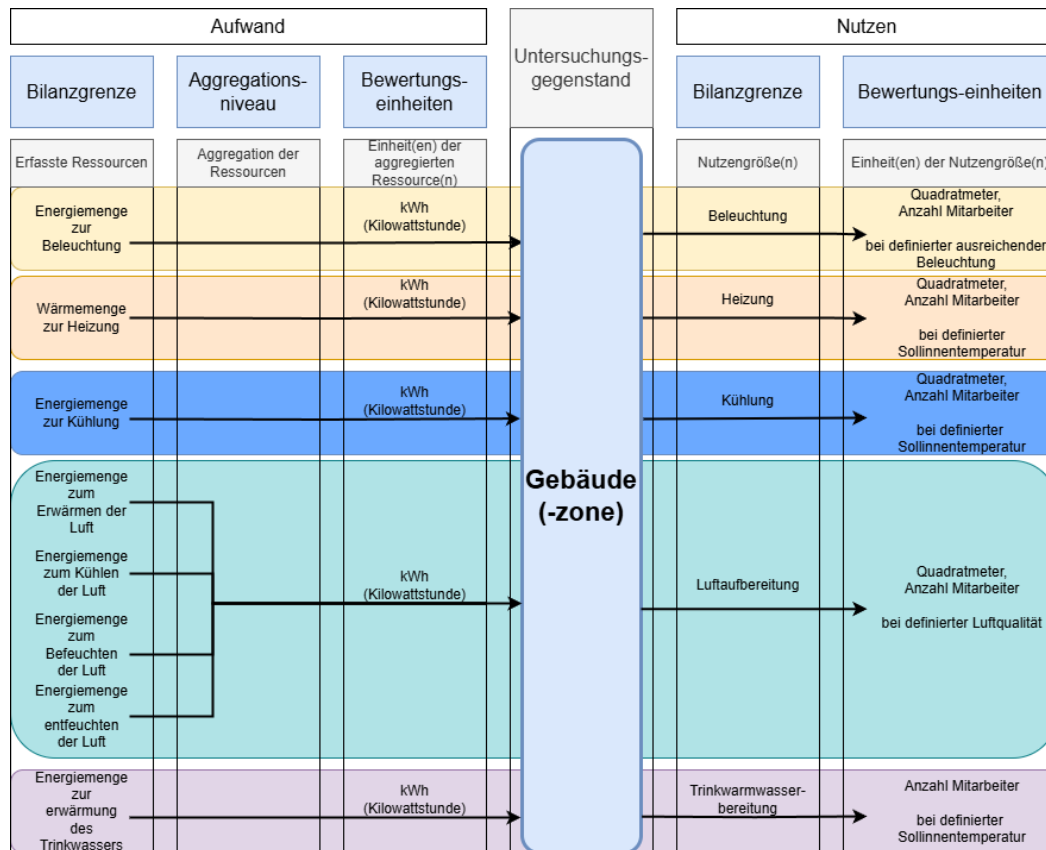 Aufwand
Untersuchungs-
gegenstand
Nutzen
Bilanzgrenze
Aggregations-
niveau
Bewertungs-
einheiten
Bilanzgrenze
Bewertungs-einheiten
Erfasste Ressourcen
Aggregation der
Ressourcen
Einheit(en) der
aggregierten
Ressource(n)
Nutzengröße(n)
Einheit(en) der Nutzengröße(n)
Energiemenge
zur
Beleuchtung
kWh
(Kilowattstunde)
Beleuchtung
Quadratmeter,
Anzahl Mitarbeiter
bei definierter ausreichender
Beleuchtung
Wärmemenge
zur Heizung
kWh
(Kilowattstunde)
Heizung
Quadratmeter,
Anzahl Mitarbeiter
bei definierter
Sollinnentemperatur
Energiemenge
zur Kühlung
kWh
(Kilowattstunde)
Kühlung
Quadratmeter,
Anzahl Mitarbeiter
bei definierter
Sollinnentemperatur
Gebäude
(-zone)
Energiemenge
zum
Erwärmen der
Luft
Energiemenge
zum Kühlen
der Luft
Energiemenge
zum
Befeuchten
der Luft
Energiemenge
zum
entfeuchten
der Luft
kWh
(Kilowattstunde)
Luftaufbereitung
Quadratmeter,
Anzahl Mitarbeiter
bei definierter Luftqualität
Energiemenge
zur
erwärmung
des
Trinkwassers
kWh
(Kilowattstunde)
Trinkwarmwasser-
bereitung
Anzahl Mitarbeiter
bei definierter
Sollinnentemperatur